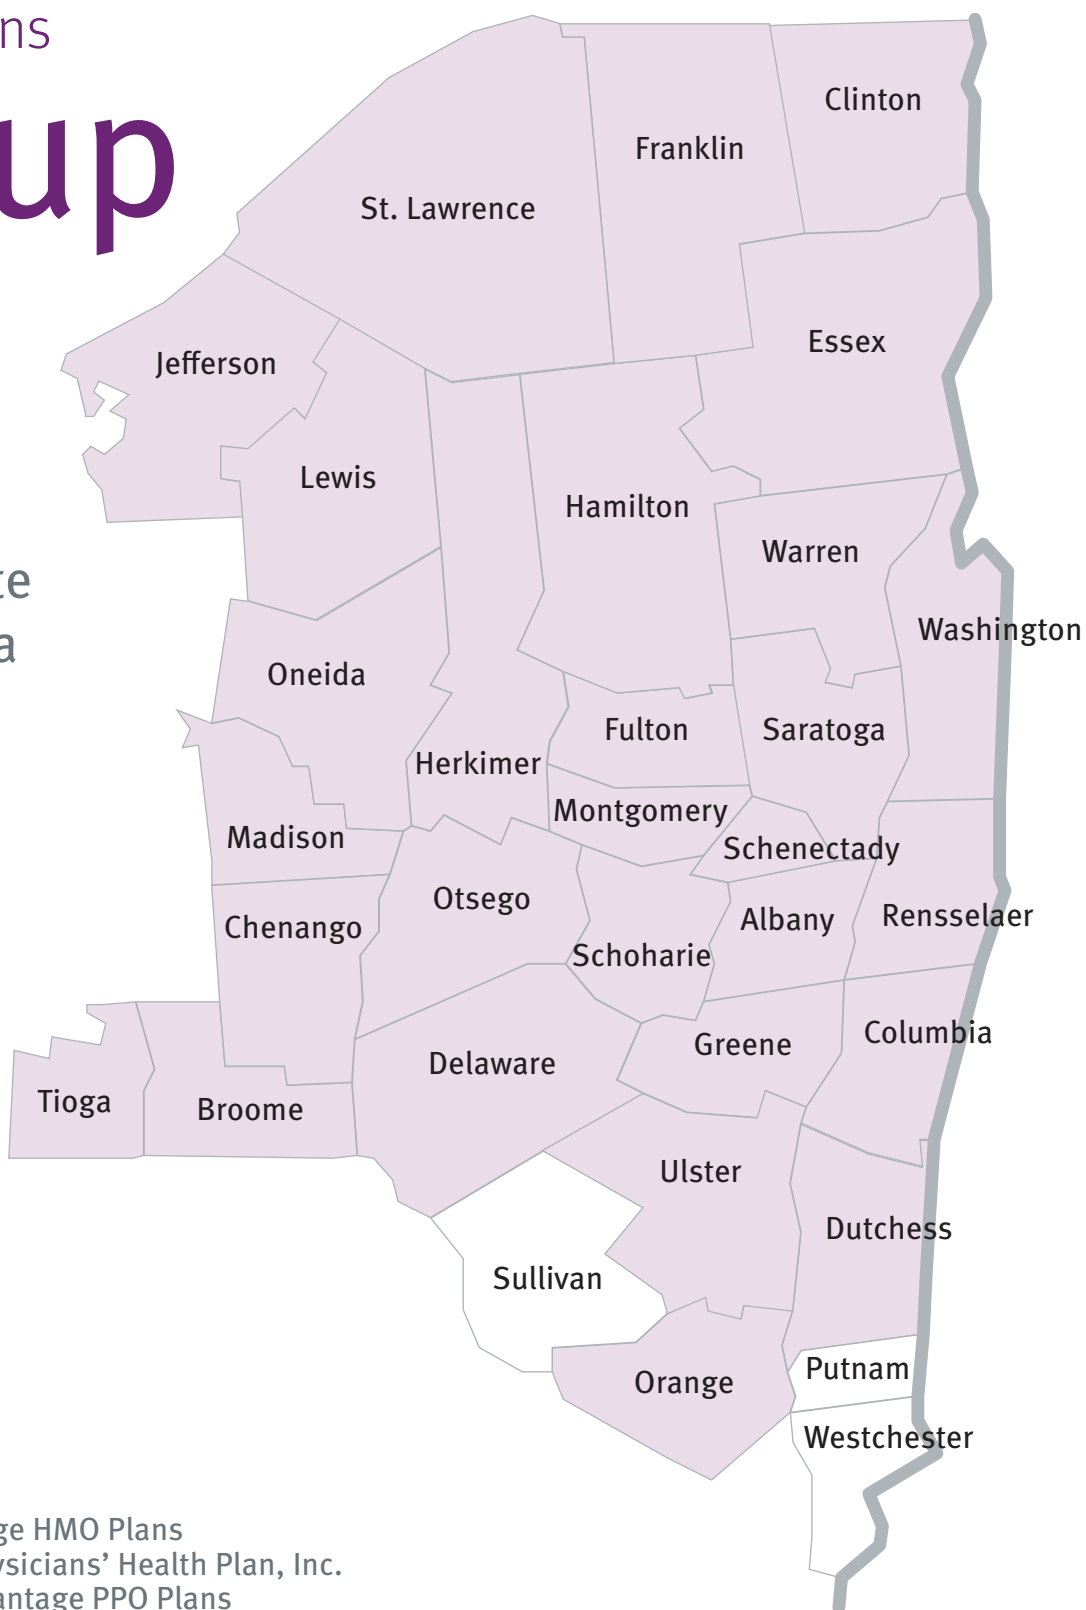 ns
up
Clinton
Franklin
St. Lawrence
Essex
Jefferson
Lewis
Hamilton
Warren
te
a
Washington
Oneida
Fulton
Saratoga
Herkimer
Montgomery
Madison
Schenectady
Otsego
Chenango
Albany
Rensselaer
Schoharie
Columbia
Greene
Delaware
Tioga
Broome
Ulster
Dutchess
Sullivan
Putnam
Orange
Westchester
ge HMO Plans
ysicians’ Health Plan, Inc.
antage PPO Plans